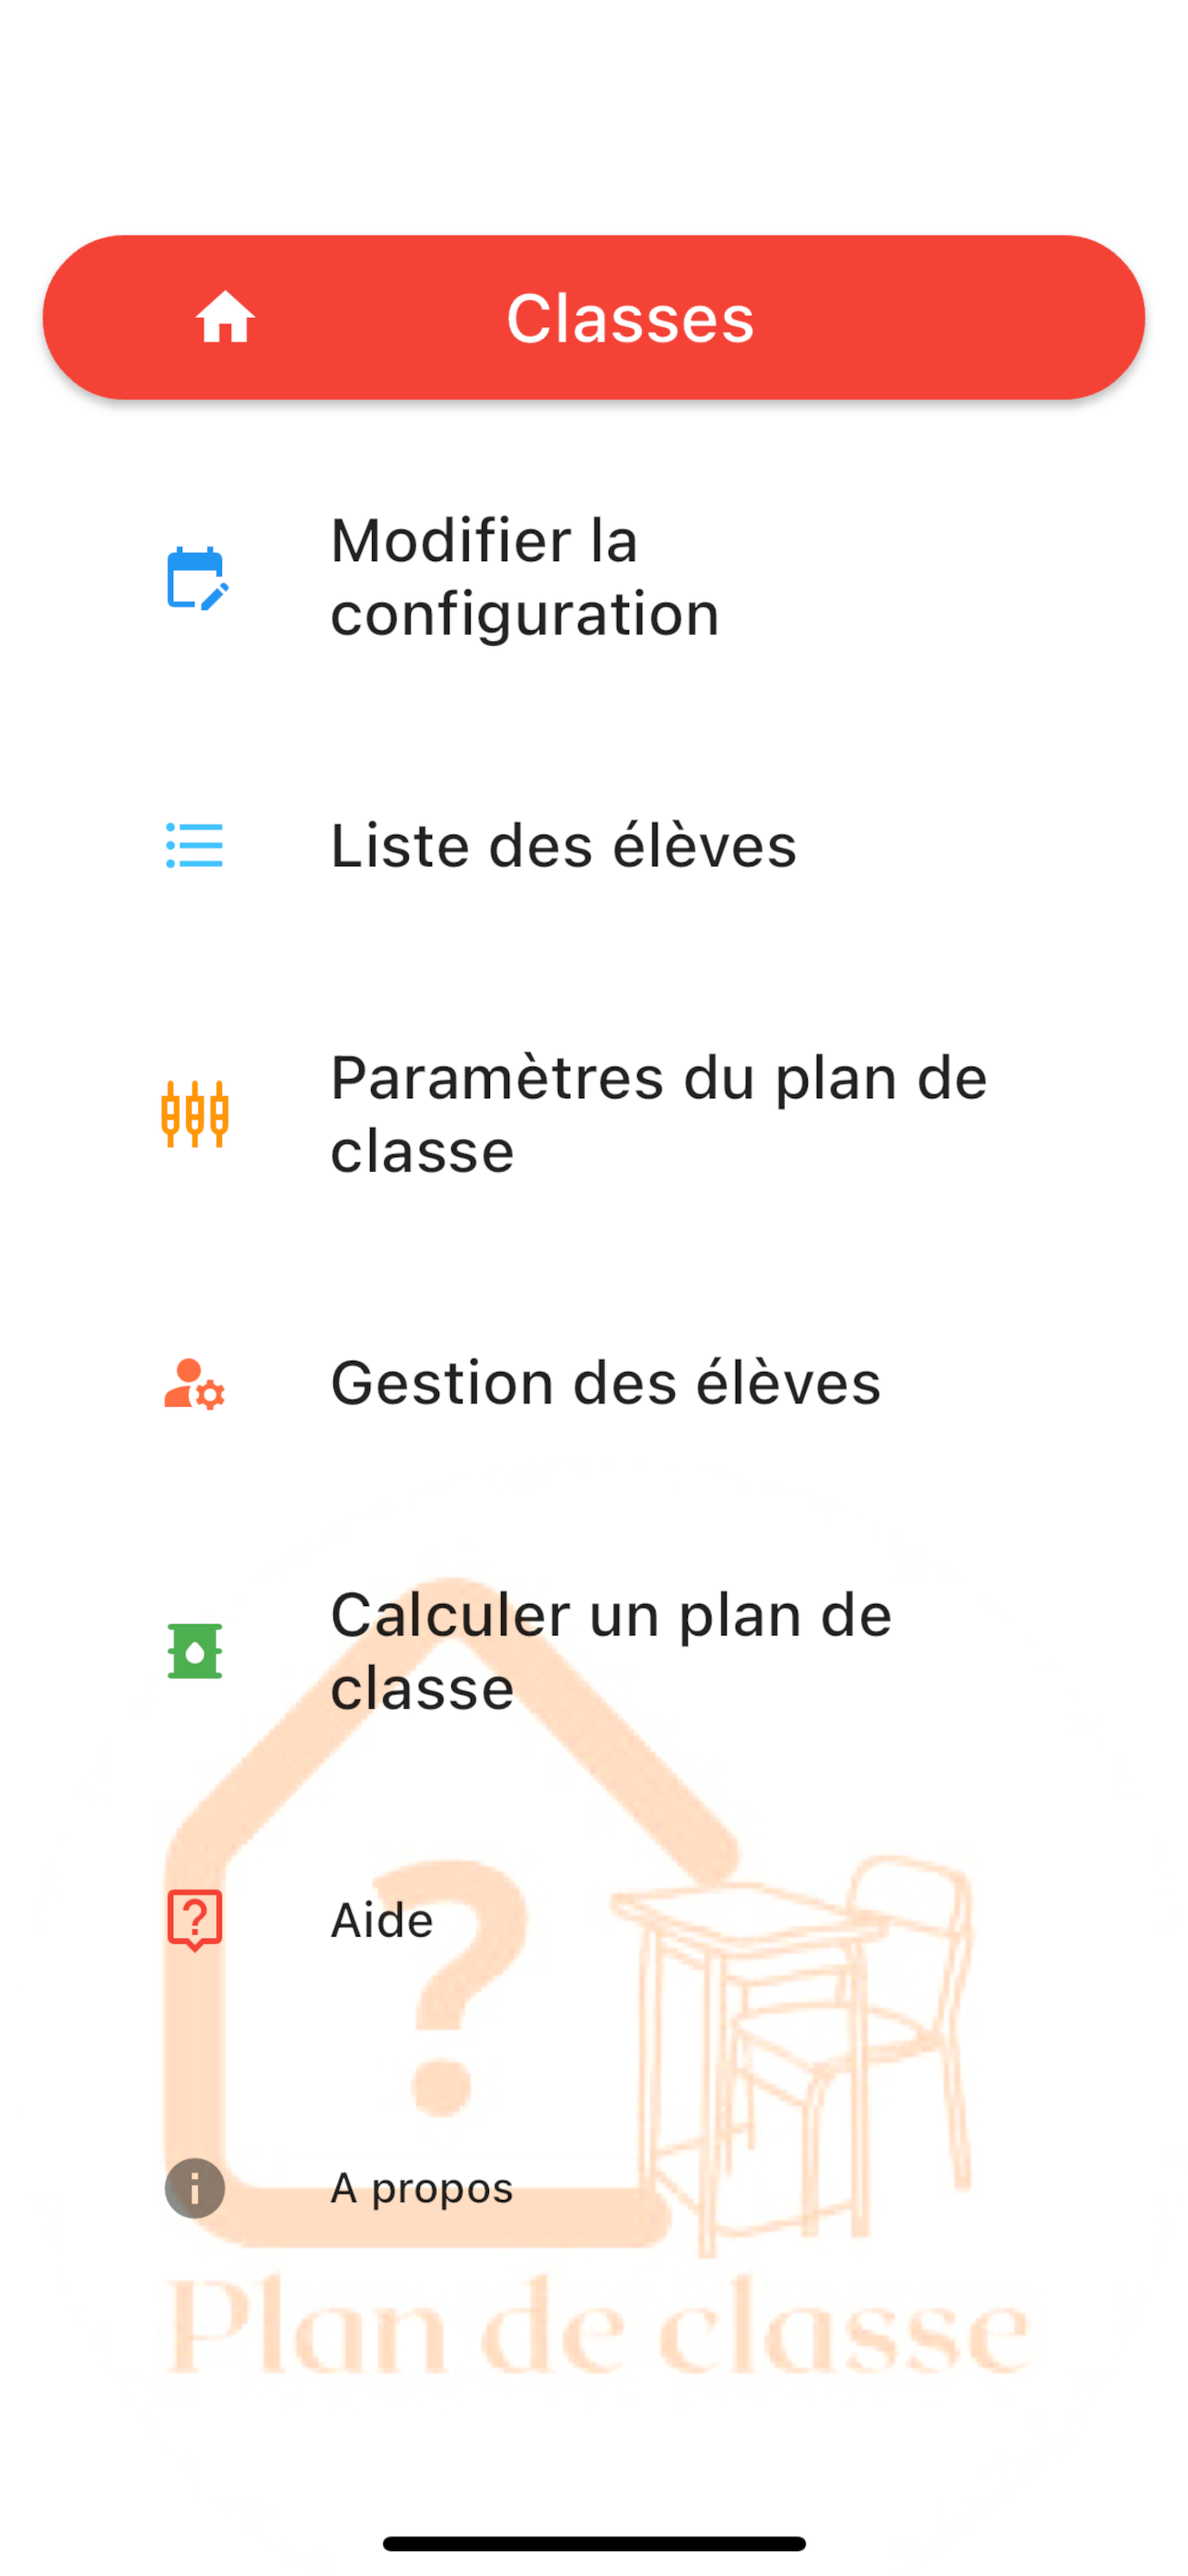 Classes
Modifier la
configuration
Liste des élèves
Paramètres du plan de
classe
Gestion des élèves
Calculer un plan de
classe
?
Aide
A propos
Plan de classe